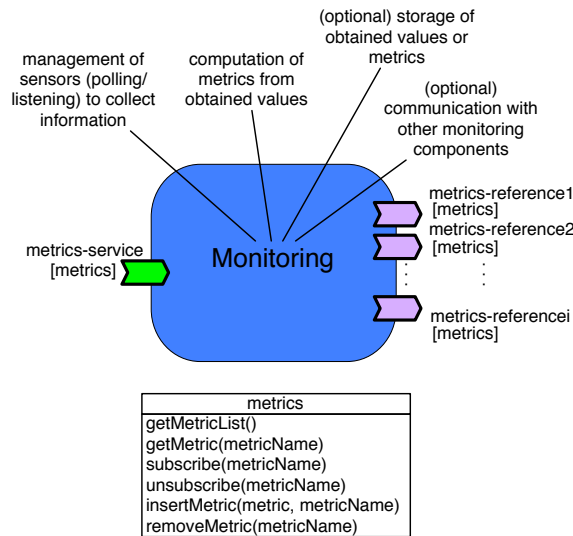 management of
sensors (polling/
listening) to collect
information
computation of
metrics from
obtained values
(optional) storage of
obtained values or
metrics
(optional)
communication with
other monitoring
components
metrics-service
[metrics]
Monitoring
metrics-reference1
[metrics]
metrics-reference2
[metrics]
metrics-referencei
[metrics]
metrics
getMetricList()
getMetric(metricName)
subscribe(metricName)
unsubscribe(metricName)
insertMetric(metric, metricName)
removeMetric(metricName)